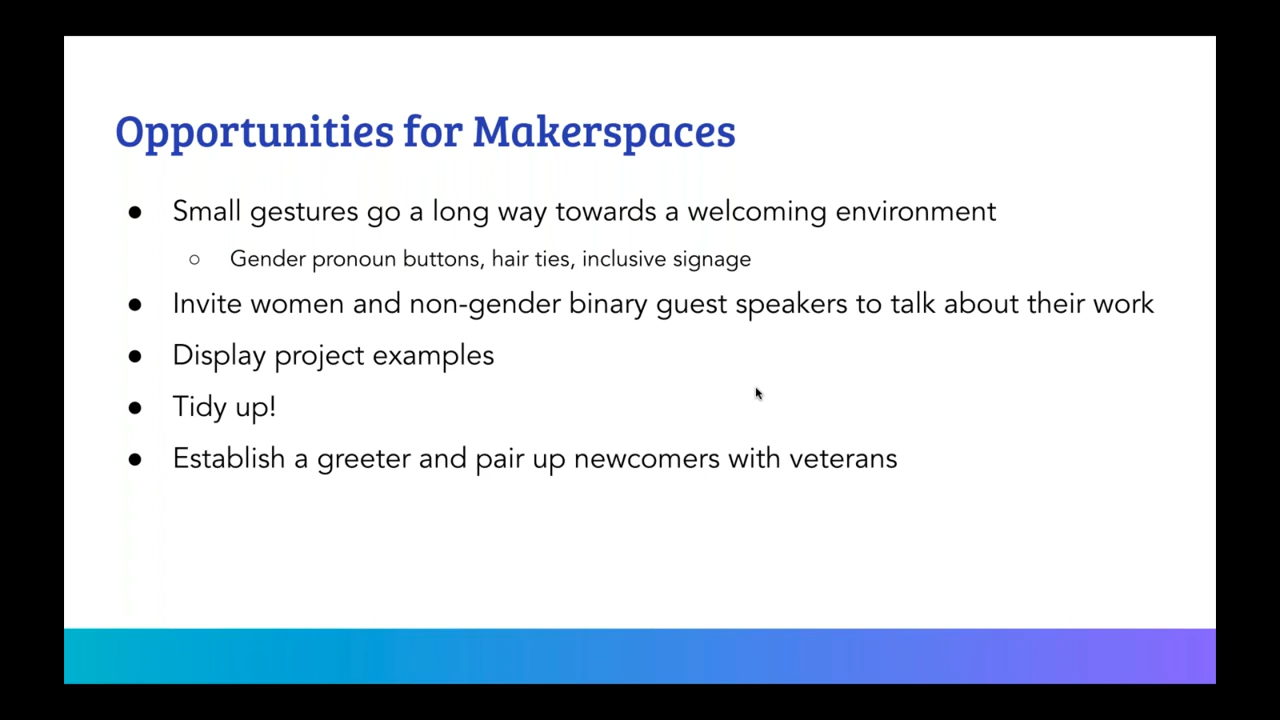 Opportunities for Makerspaces
● Small gestures go a long way towards a welcoming environment
○ Gender pronoun buttons, hair ties, inclusive signage
● Invite women and non-gender binary guest speakers to talk about their work
● Display project examples
● Tidy up!
● Establish a greeter and pair up newcomers with veterans